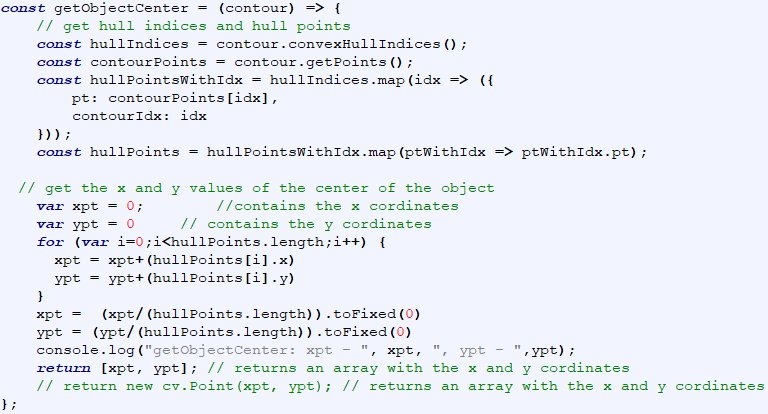 const getObjectCenter = (contour) => {
    // get hull indices and hull points
    const hullIndices = contour.convexHullIndices();
    const contourPoints = contour.getPoints();
    const hullPointsWithIdx = hullIndices.map(idx => ({
        pt: contourPoints[idx],
        contourIdx: idx
    }));
    const hullPoints = hullPointsWithIdx.map(ptWithIdx => ptWithIdx.pt);

  // get the x and y values of the center of the object
    var xpt = 0;        //contains the x cordinates
    var ypt = 0     // contains the y cordinates
    for (var i=0;i<hullPoints.length;i++) {
      xpt = xpt+(hullPoints[i].x)
      ypt = ypt+(hullPoints[i].y)
    }
    xpt =  (xpt/(hullPoints.length)).toFixed(0)
    ypt = (ypt/(hullPoints.length)).toFixed(0)
    console.log("getObjectCenter: xpt - ", xpt, ", ypt - ",ypt);
    return [xpt, ypt]; // returns an array with the x and y cordinates
    // return new cv.Point(xpt, ypt); // returns an array with the x and y cordinates
};